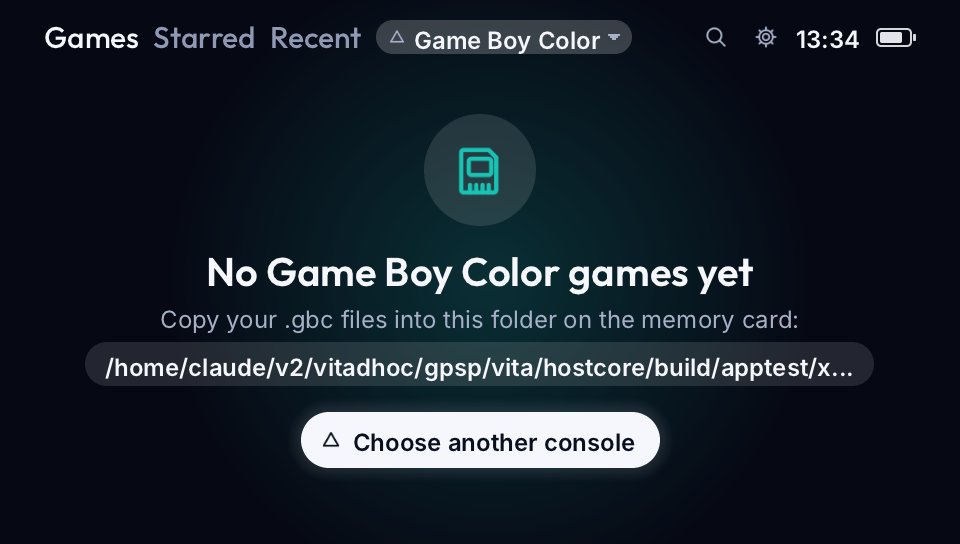 Games Starred Recent Game Boy Color 13:34
No Game Boy Color games yet
Copy your .gbc files into this folder on the memory card:
/home/claude/v2/vitadhoc/gpsp/vita/hostcore/build/apptest/x...
Choose another console